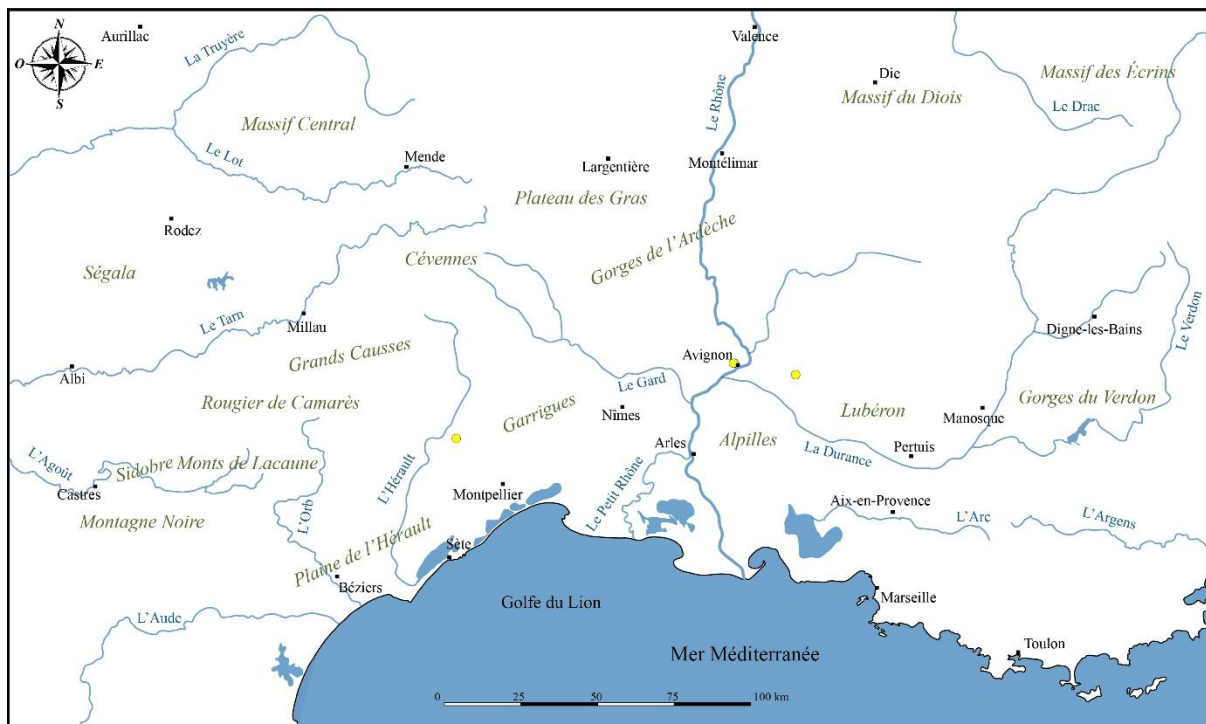 N
O
E
S
Aurillac
La Truyère
Valence
Die
Massif des Écrins
Massif du Diois
Le Drac
Le Rhône
Massif Central
Le Lot
Mende
Largentière
Montélimar
Plateau des Gras
Rodez
Gorges de l'Ardèche
Cévennes
Ségala
Le Tarn
Millau
Digne-les-Bains
Le Verdon
Grands Causses
Avignon
Albi
Le Gard
Rougier de Camarès
Garrigues
Nîmes
Lubéron
Manosque
Gorges du Verdon
Alpilles
Arles
La Durance
Pertuis
L'Agoût
Sidobre
Monts de Lacaune
L'Hérault
Castres
Montpellier
Le Petit Rhône
Aix-en-Provence
Montagne Noire
L'Orb
L'Arc
L'Argens
Plaine de l'Hérault
Sète
Béziers
Marseille
Golfe du Lion
L'Aude
Mer Méditerranée
Toulon
0 25 50 75 100 km